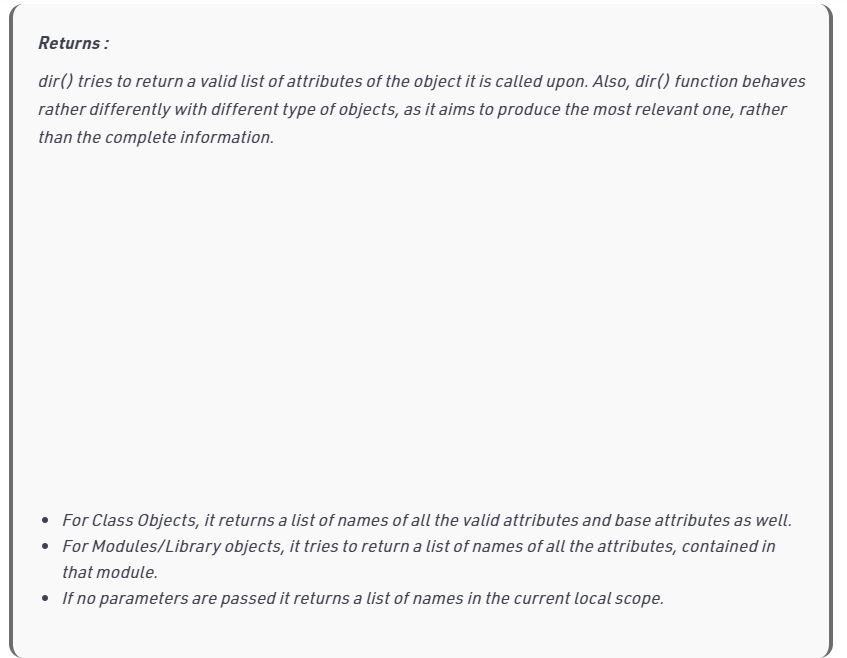 Returns :
dir() tries to return a valid list of attributes of the object it is called upon. Also, dir() function behaves
rather differently with different type of objects, as it aims to produce the most relevant one, rather
than the complete information.
• For Class Objects, it returns a list of names of all the valid attributes and base attributes as well.
• For Modules/Library objects, it tries to return a list of names of all the attributes, contained in
that module.
• If no parameters are passed it returns a list of names in the current local scope.